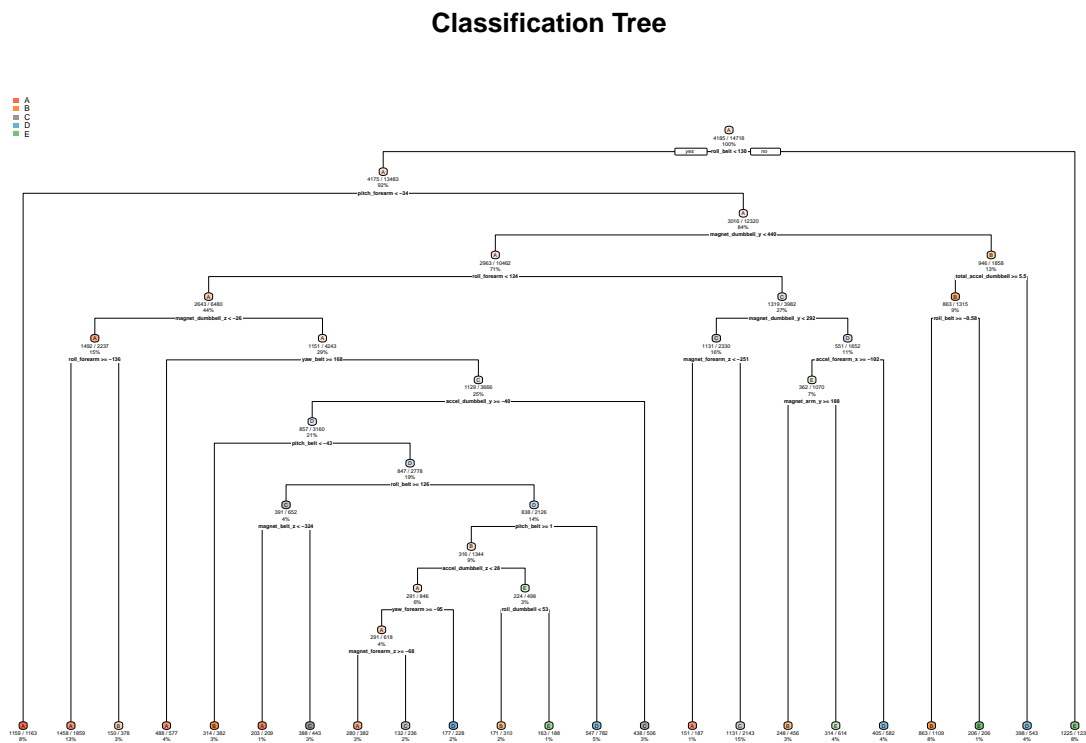 Classification Tree
A
B
C
D
E
A
4185 / 14718
100%
yes roll_belt < 130 no
A
4175 / 13483
92%
pitch_forearm < −34
A
3016 / 12320
84%
magnet_dumbbell_y < 440
A B
2963 / 10462 946 / 1858
71% 13%
roll_forearm < 124 total_accel_dumbbell >= 5.5
A C B
2643 / 6480 1319 / 3982 863 / 1315
44% 27% 9%
magnet_dumbbell_z < −26 magnet_dumbbell_y < 292 roll_belt >= −0.58
A A C D
1492 / 2237 1151 / 4243 1131 / 2330 551 / 1652
15% 29% 16% 11%
roll_forearm >= −136 yaw_belt >= 168 magnet_forearm_z < −251 accel_forearm_x >= −102
C E
1129 / 3666 362 / 1070
25% 7%
accel_dumbbell_y >= −40 magnet_arm_y >= 188
D
857 / 3160
21%
pitch_belt < −43
D
847 / 2778
19%
roll_belt >= 126
C D
391 / 652 838 / 2126
4% 14%
magnet_belt_z < −324 pitch_belt >= 1
B
316 / 1344
9%
accel_dumbbell_z < 28
A E
291 / 846 224 / 498
6% 3%
yaw_forearm >= −95 roll_dumbbell < 53
A
291 / 618
4%
magnet_forearm_z >= −68
A A B A B A C A C D B E D C A C B E D B E D E
1159 / 1163 1458 / 1859 150 / 378 486 / 577 314 / 382 203 / 209 368 / 443 280 / 382 132 / 236 177 / 228 171 / 310 163 / 188 547 / 782 438 / 506 151 / 187 1131 / 2143 248 / 456 314 / 614 405 / 582 863 / 1109 206 / 206 398 / 543 1225 / 123
8% 13% 3% 4% 3% 1% 3% 3% 2% 2% 2% 1% 5% 3% 1% 15% 3% 4% 4% 8% 1% 4% 8%